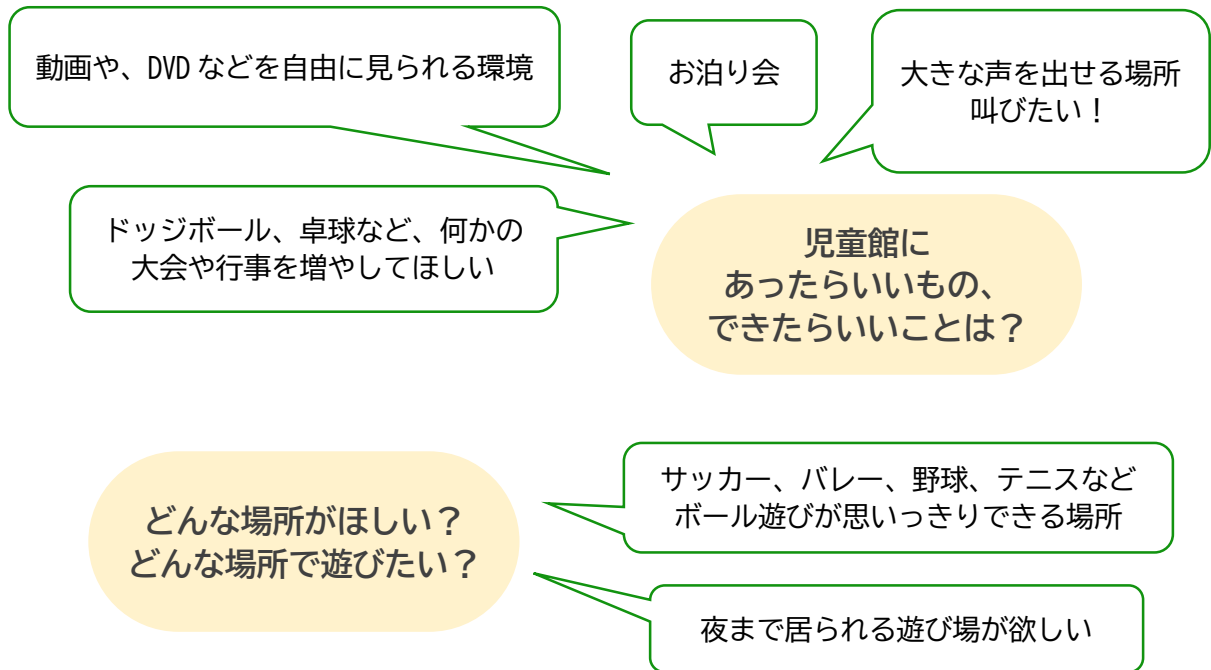 動画や、DVDなどを自由に見られる環境
お泊り会
大きな声を出せる場所
叫びたい！
ドッジボール、卓球など、何かの
大会や行事を増やしてほしい
児童館に
あったらいいもの、
できたらいいことは？
どんな場所がほしい？
どんな場所で遊びたい？
サッカー、バレー、野球、テニスなど
ボール遊びが思いっきりできる場所
夜まで居られる遊び場が欲しい